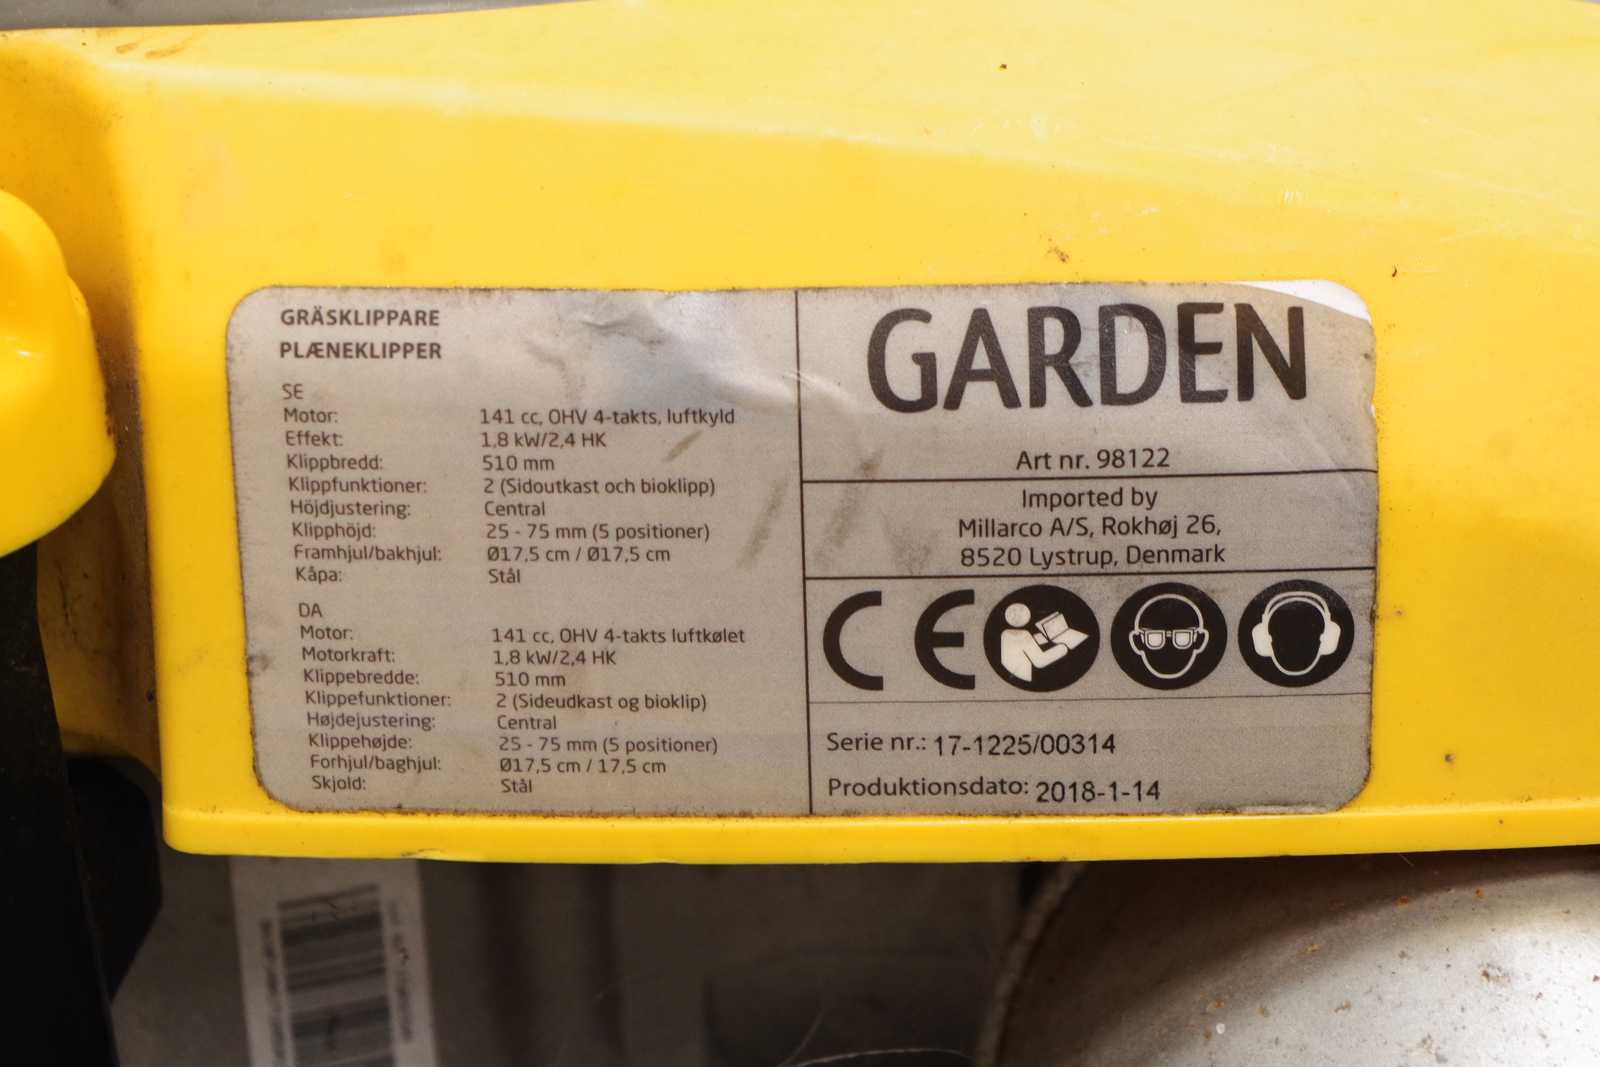 GRÄSKLIPPARE
PLÆNEKLIPPER
SE
Motor: 141 cc, OHV 4-takts, luftkyld
Effekt: 1,8 kW/2,4 HK
Klippbredd: 510 mm
Klippfunktioner: 2 (Sidoutkast och bioklipp)
Höjdjustering: Central
Klipphöjd: 25 - 75 mm (5 positioner)
Framhjul/bakhjul: Ø17,5 cm / Ø17,5 cm
Kåpa: Stål
DA
Motor: 141 cc, OHV 4-takts luftkølet
Motorkraft: 1,8 kW/2,4 HK
Klippebredde: 510 mm
Klippefunktioner: 2 (Sideudkast og bioklip)
Højdejustering: Central
Klippehøjde: 25 - 75 mm (5 positioner)
Forhjul/baghjul: Ø17,5 cm / 17,5 cm
Skjold: Stål
GARDEN
Art nr. 98122
Imported by
Millarco A/S, Rokhøj 26,
8520 Lystrup, Denmark
CE
Serie nr.: 17-1225/00314
Produktionsdato: 2018-1-14